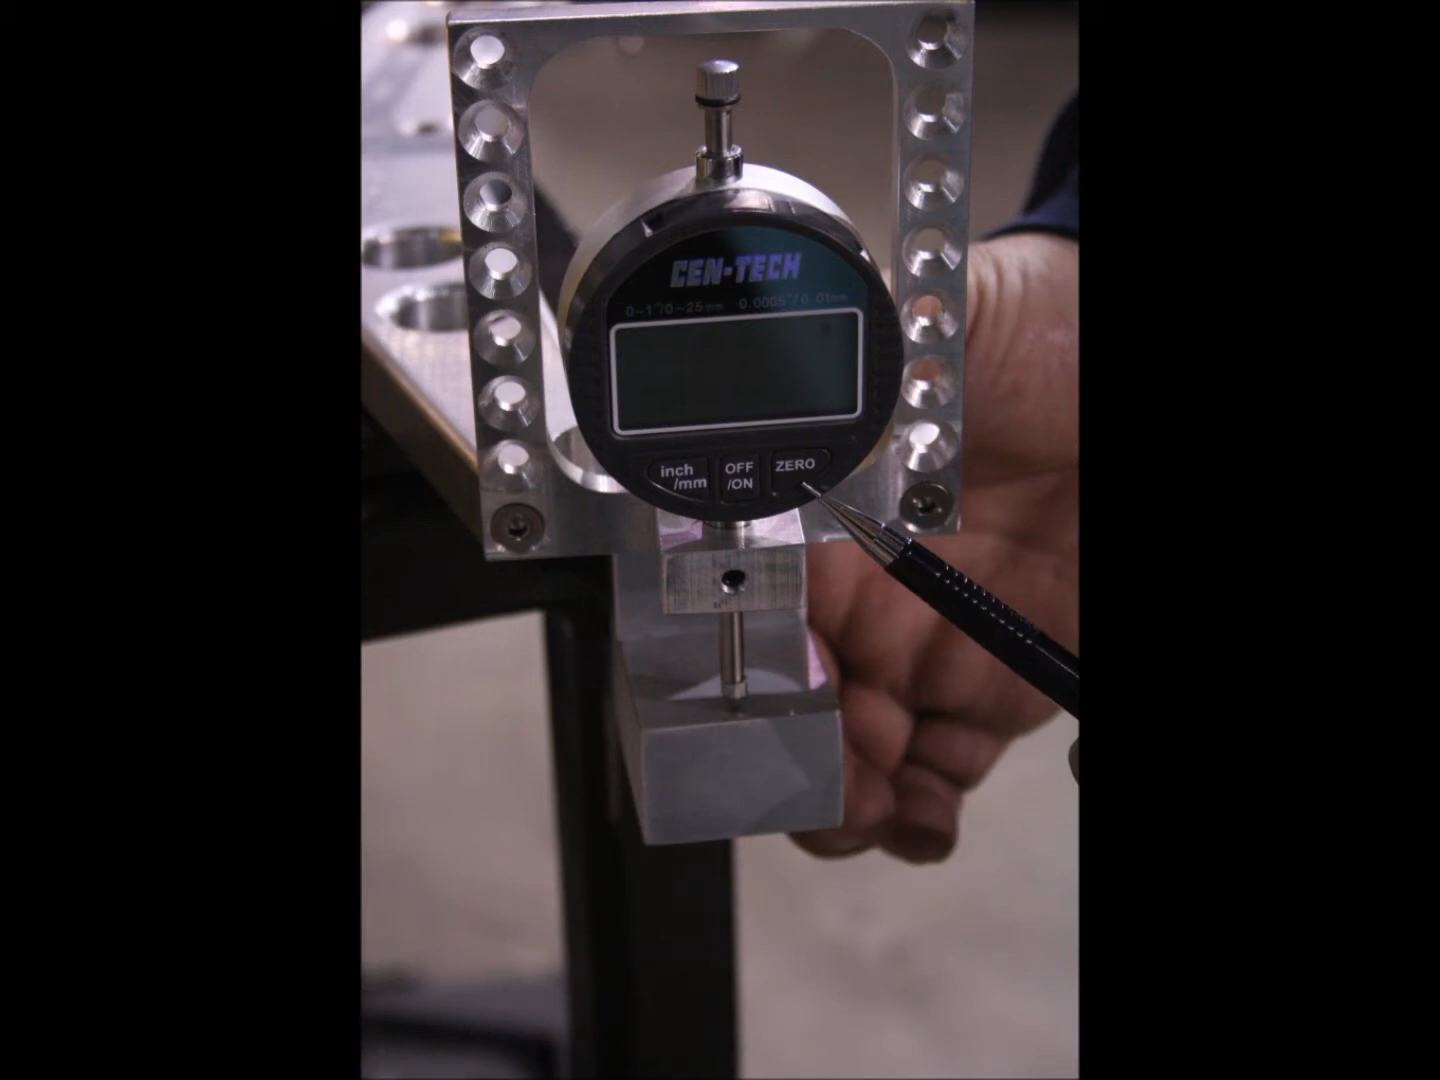 CEN-TECH
0~1"/0~25mm 0.0005"/0.01mm
inch
/mm
OFF
/ON
ZERO